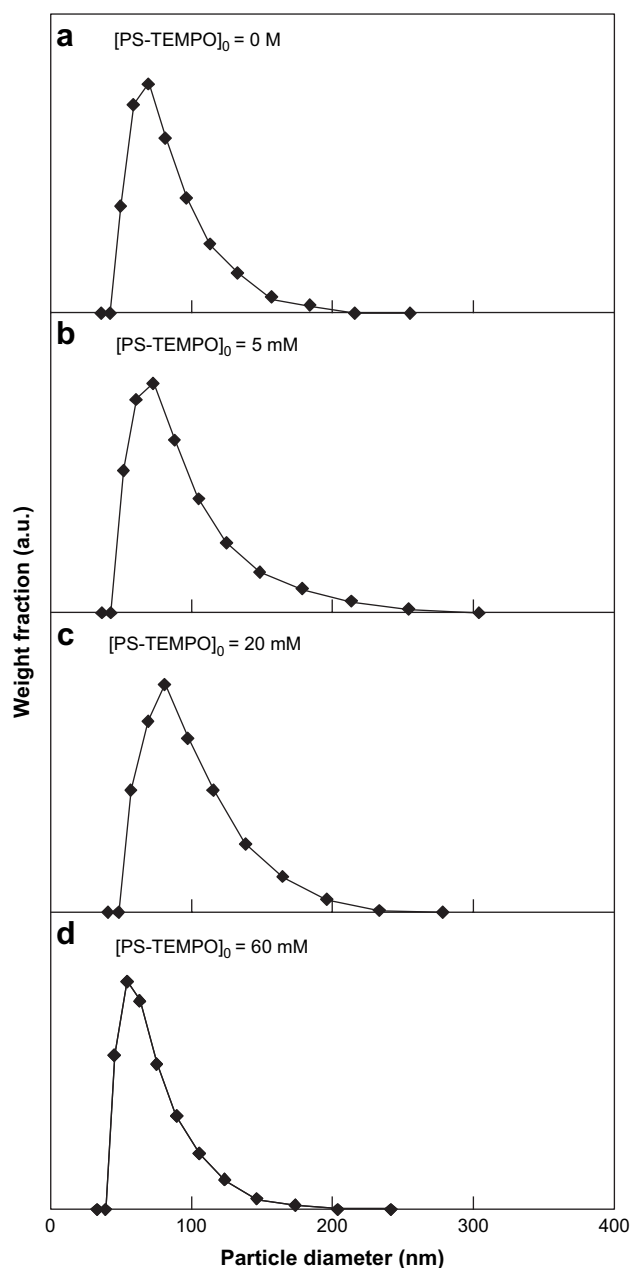 a
[PS-TEMPO]₀ = 0 M
b
[PS-TEMPO]₀ = 5 mM
c
[PS-TEMPO]₀ = 20 mM
d
[PS-TEMPO]₀ = 60 mM
Weight fraction (a.u.)
0 100 200 300 400
Particle diameter (nm)